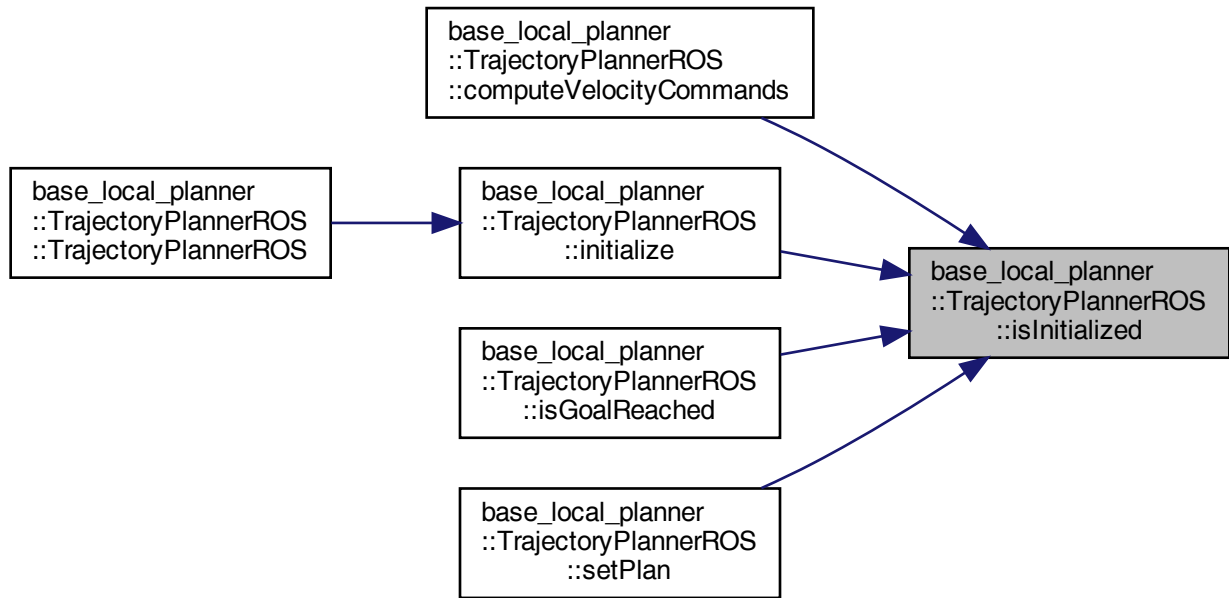 base_local_planner
::TrajectoryPlannerROS
::computeVelocityCommands
base_local_planner
::TrajectoryPlannerROS
::TrajectoryPlannerROS
base_local_planner
::TrajectoryPlannerROS
::initialize
base_local_planner
::TrajectoryPlannerROS
::isInitialized
base_local_planner
::TrajectoryPlannerROS
::isGoalReached
base_local_planner
::TrajectoryPlannerROS
::setPlan